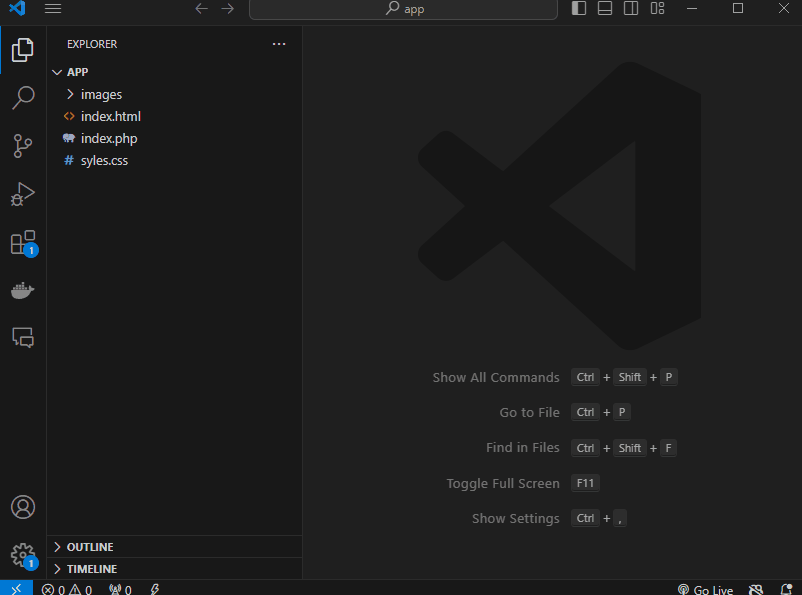 app
EXPLORER
APP
images
index.html
index.php
# syles.css
1
Show All Commands Ctrl + Shift + P
Go to File Ctrl + P
Find in Files Ctrl + Shift + F
Toggle Full Screen F11
Show Settings Ctrl + ,
OUTLINE
1
TIMELINE
0 0 0 Go Live